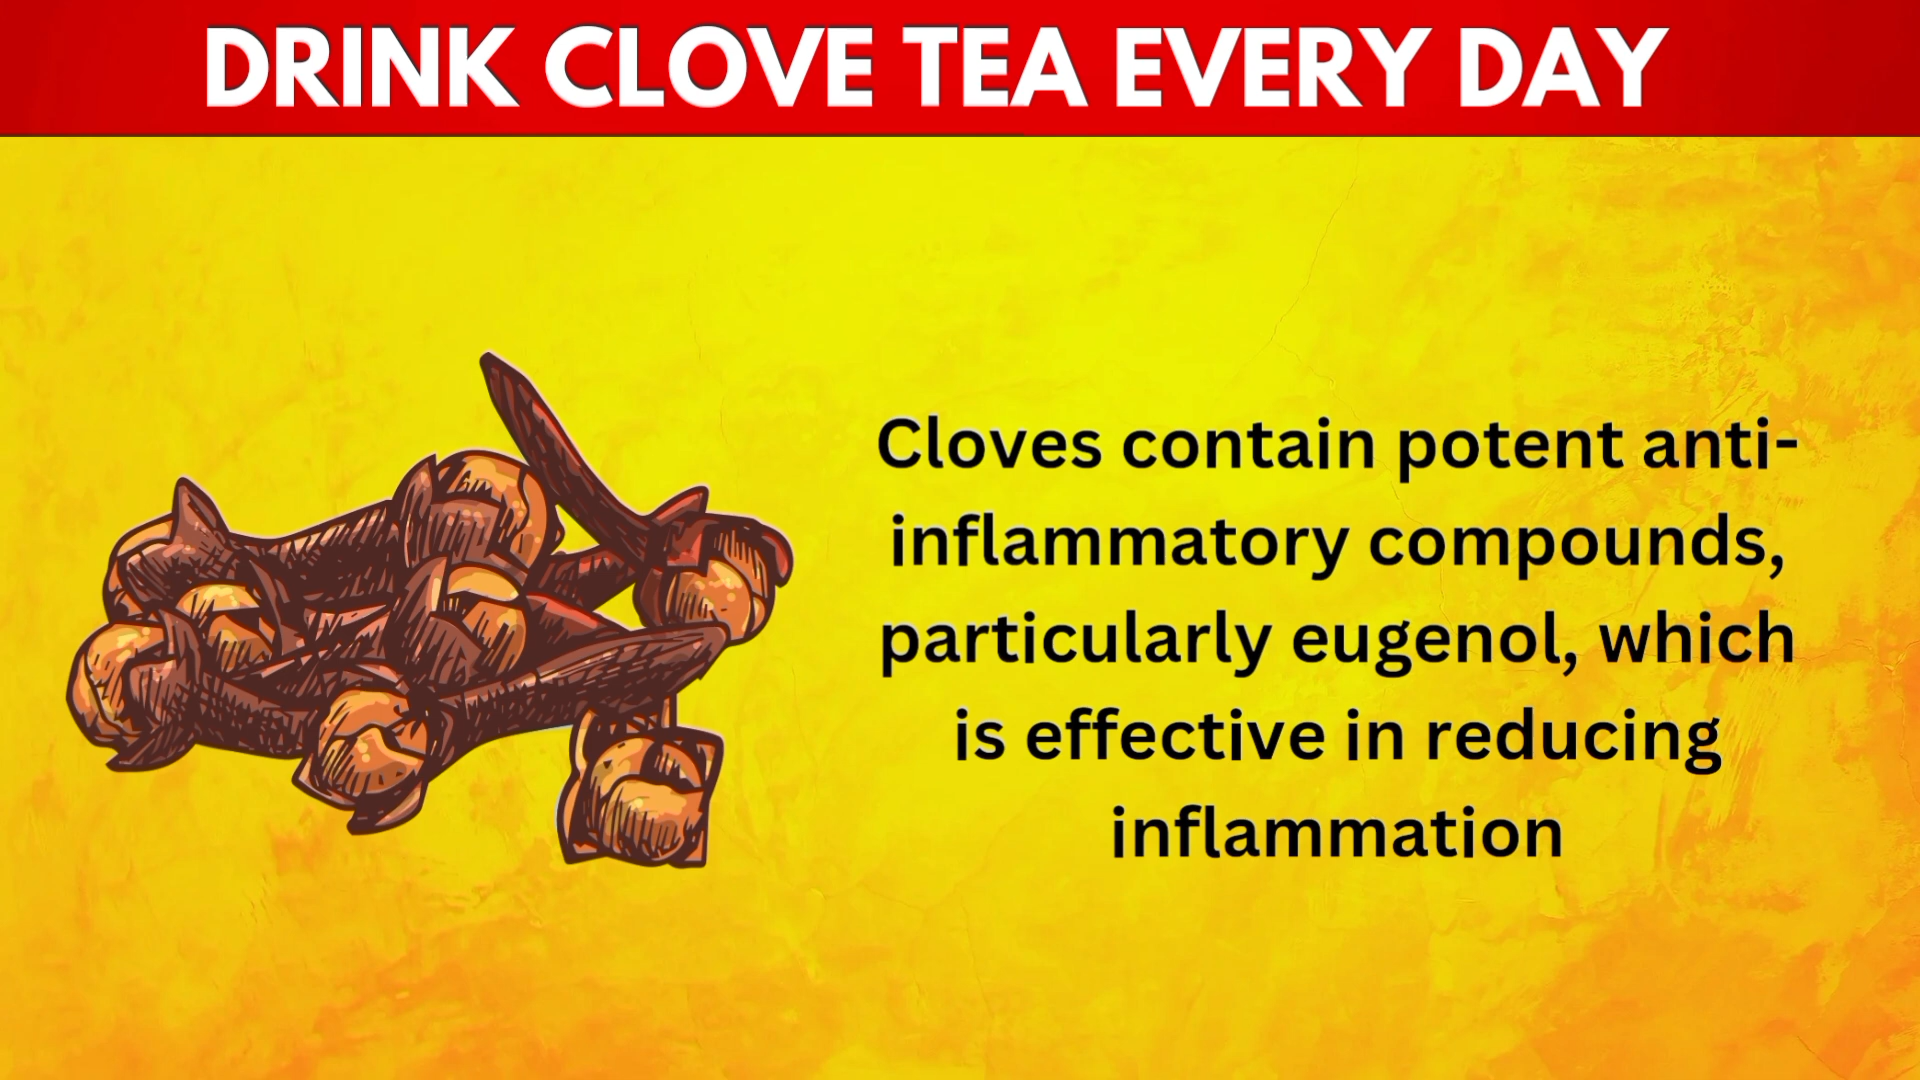 DRINK CLOVE TEA EVERY DAY
Cloves contain potent anti-
inflammatory compounds,
particularly eugenol, which
is effective in reducing
inflammation